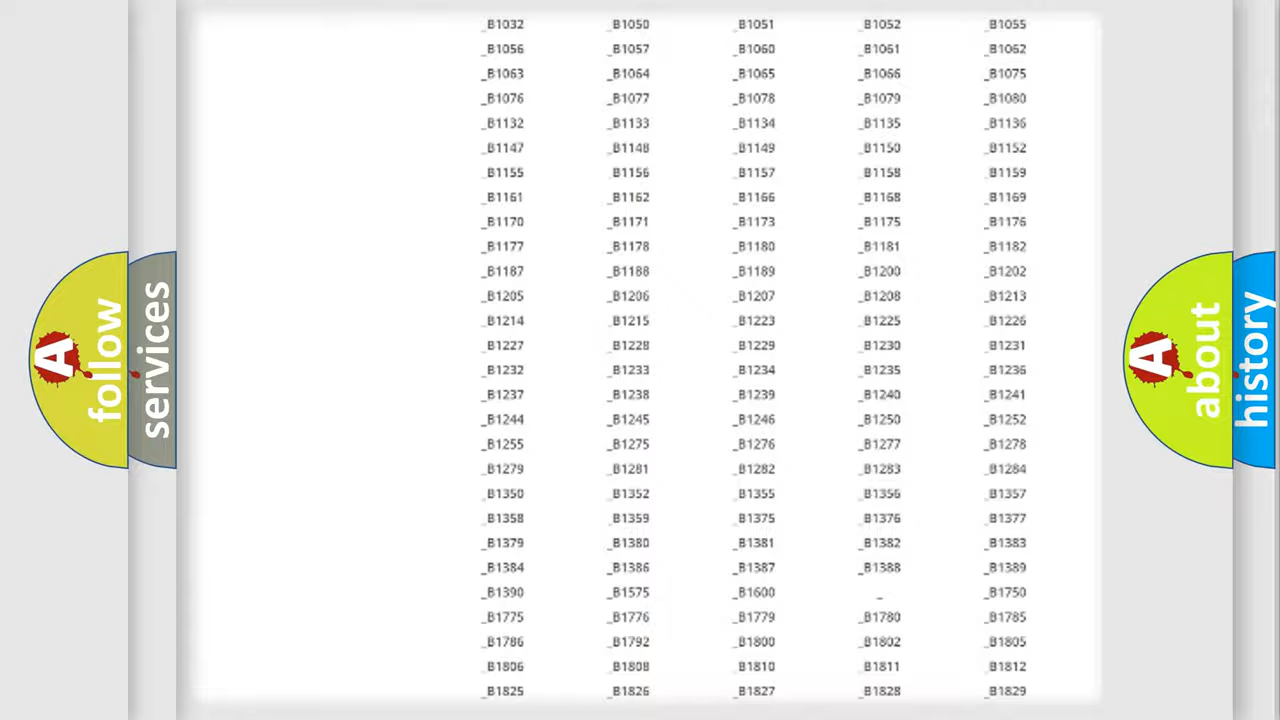 _B1032 _B1050 _B1051 _B1052 _B1055
_B1056 _B1057 _B1060 _B1061 _B1062
_B1063 _B1064 _B1065 _B1066 _B1075
_B1076 _B1077 _B1078 _B1079 _B1080
_B1132 _B1133 _B1134 _B1135 _B1136
_B1147 _B1148 _B1149 _B1150 _B1152
_B1155 _B1156 _B1157 _B1158 _B1159
_B1161 _B1162 _B1166 _B1168 _B1169
_B1170 _B1171 _B1173 _B1175 _B1176
_B1177 _B1178 _B1180 _B1181 _B1182
_B1187 _B1188 _B1189 _B1200 _B1202
_B1205 _B1206 _B1207 _B1208 _B1213
_B1214 _B1215 _B1223 _B1225 _B1226
_B1227 _B1228 _B1229 _B1230 _B1231
_B1232 _B1233 _B1234 _B1235 _B1236
_B1237 _B1238 _B1239 _B1240 _B1241
_B1244 _B1245 _B1246 _B1250 _B1252
_B1255 _B1275 _B1276 _B1277 _B1278
_B1279 _B1281 _B1282 _B1283 _B1284
_B1350 _B1352 _B1355 _B1356 _B1357
_B1358 _B1359 _B1375 _B1376 _B1377
_B1379 _B1380 _B1381 _B1382 _B1383
_B1384 _B1386 _B1387 _B1388 _B1389
_B1390 _B1575 _B1600 _ _B1750
_B1775 _B1776 _B1779 _B1780 _B1785
_B1786 _B1792 _B1800 _B1802 _B1805
_B1806 _B1808 _B1810 _B1811 _B1812
_B1825 _B1826 _B1827 _B1828 _B1829
A
follow
services
A
about
history